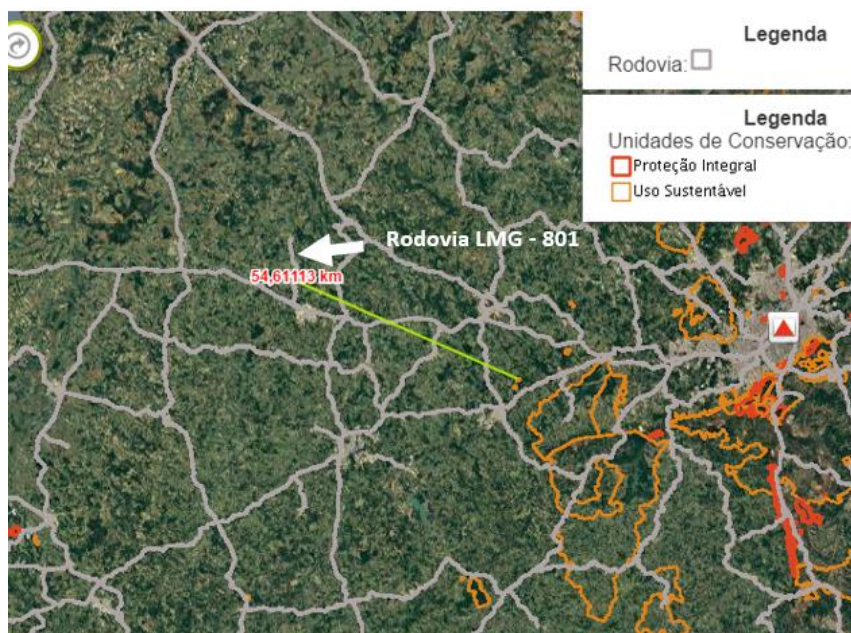 Legenda
Rodovia:
Legenda
Unidades de Conservação:
Proteção Integral
Uso Sustentável
Rodovia LMG - 801
54,61113 km